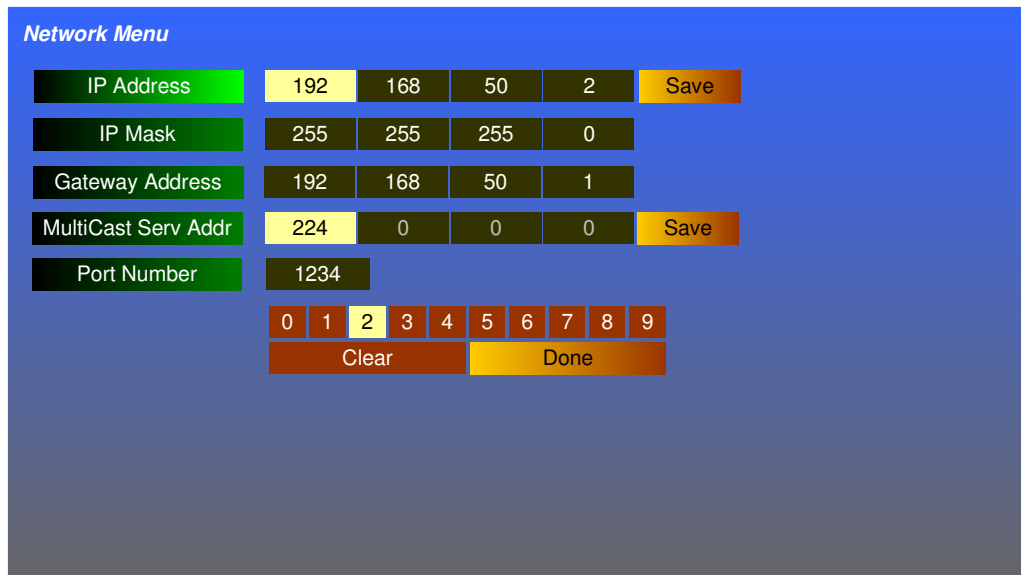 Network Menu
IP Address 192 168 50 2 Save
IP Mask 255 255 255 0
Gateway Address 192 168 50 1
MultiCast Serv Addr 224 0 0 0 Save
Port Number 1234
0 1 2 3 4 5 6 7 8 9
Clear Done